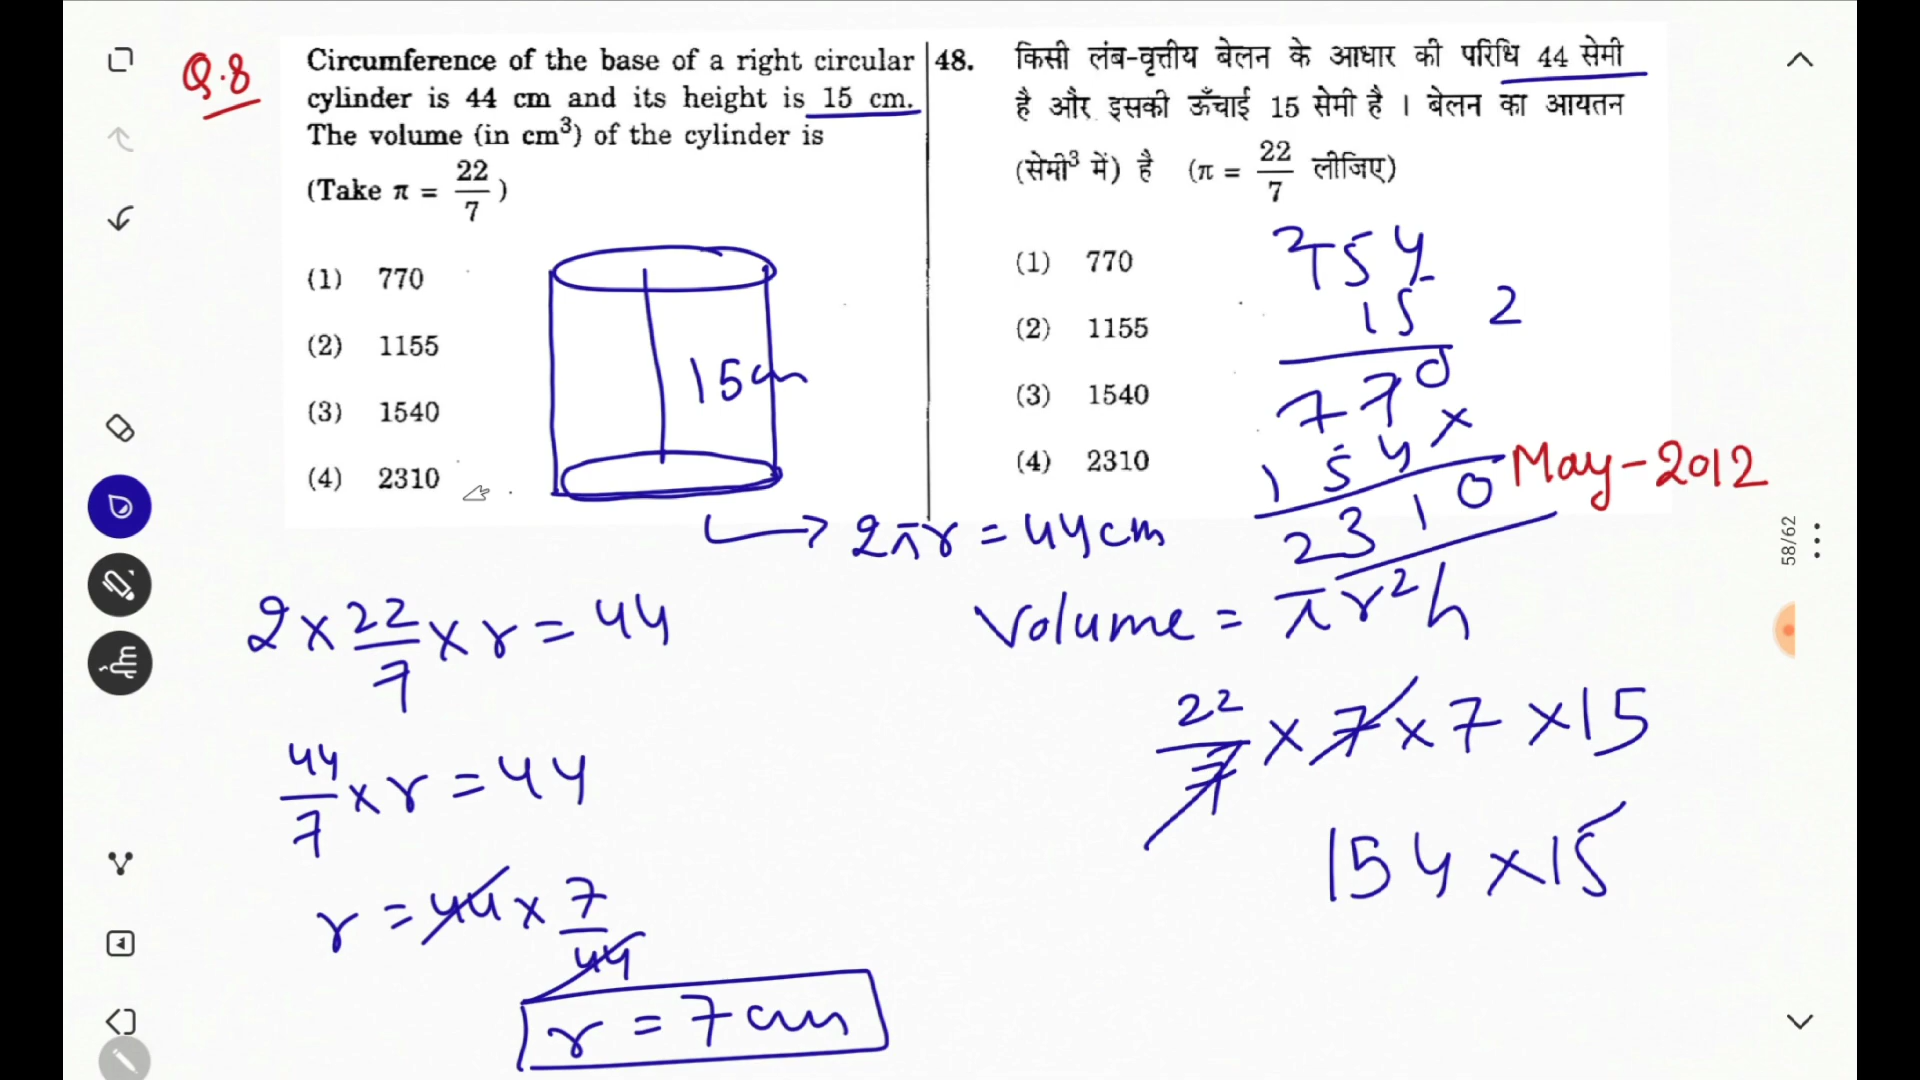 Q.8
Circumference of the base of a right circular
cylinder is 44 cm and its height is 15 cm.
The volume (in cm³) of the cylinder is
(Take π = 22/7)
(1) 770
(2) 1155
(3) 1540
(4) 2310
15cm
48. किसी लंब-वृत्तीय बेलन के आधार की परिधि 44 सेमी
है और इसकी ऊँचाई 15 सेमी है । बेलन का आयतन
(सेमी³ में) है (π = 22/7 लीजिए)
(1) 770
(2) 1155
(3) 1540
(4) 2310
2
154
15 2
770
154×
2310
May-2012
2πr = 44cm
2 × 22/7 × r = 44
44/7 × r = 44
r = 44 × 7/44
r = 7cm
Volume = πr²h
22/7 × 7 × 7 × 15
154 × 15
58/62